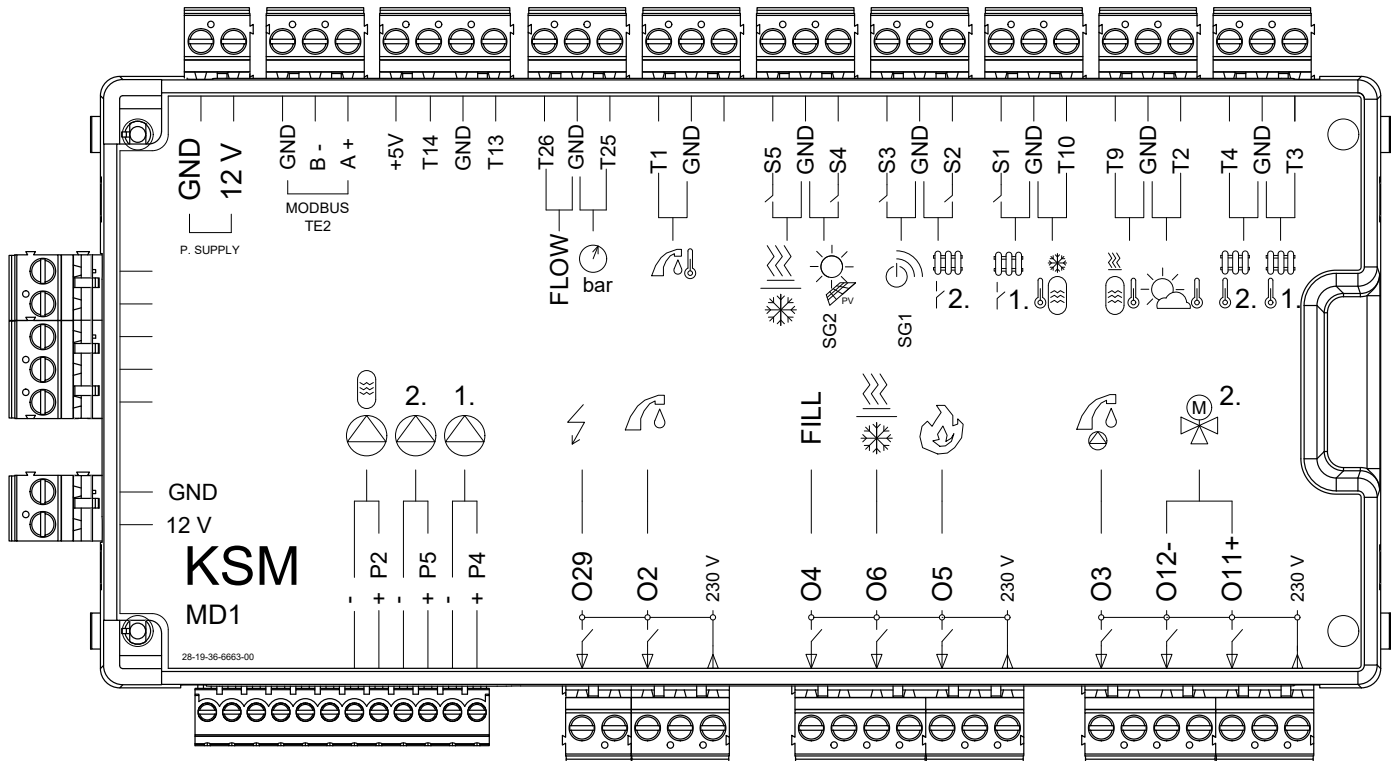 GND
12 V
P. SUPPLY
GND
B -
A +
MODBUS
TE2
+5V
T14
GND
T13
T26
GND
T25
FLOW
bar
T1
GND
S5
GND
S4
SG2
PV
S3
GND
S2
SG1
2.
S1
GND
T10
1.
T9
GND
T2
T4
GND
T3
2.
1.
2.
1.
FILL
M
2.
GND
12 V
KSM
MD1
28-19-36-6663-00
-
+ P2
-
+ P5
-
+ P4
O29
O2
230 V
O4
O6
O5
230 V
O3
O12-
O11+
230 V